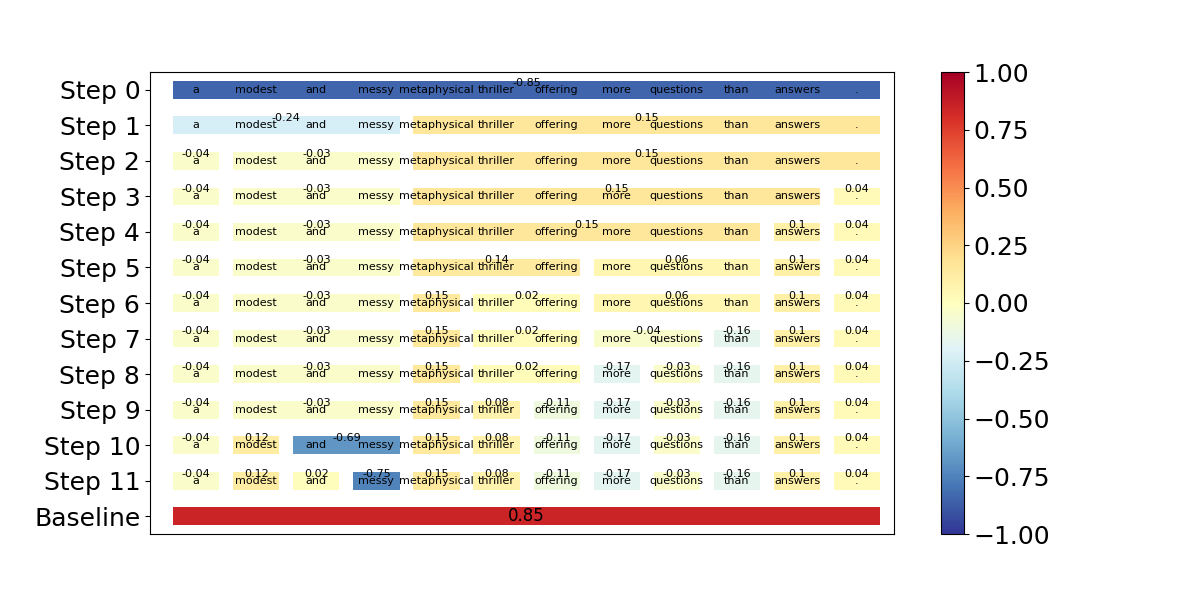 -0.85
Step 0 a modest and messy metaphysical thriller offering more questions than answers .
-0.24 0.15
Step 1 a modest and messy metaphysical thriller offering more questions than answers .
-0.04 -0.03 0.15
Step 2 a modest and messy metaphysical thriller offering more questions than answers .
-0.04 -0.03 0.15 0.04
Step 3 a modest and messy metaphysical thriller offering more questions than answers .
-0.04 -0.03 0.15 0.1 0.04
Step 4 a modest and messy metaphysical thriller offering more questions than answers .
-0.04 -0.03 0.14 0.06 0.1 0.04
Step 5 a modest and messy metaphysical thriller offering more questions than answers .
-0.04 -0.03 0.15 0.02 0.06 0.1 0.04
Step 6 a modest and messy metaphysical thriller offering more questions than answers .
-0.04 -0.03 0.15 0.02 -0.04 -0.16 0.1 0.04
Step 7 a modest and messy metaphysical thriller offering more questions than answers .
-0.04 -0.03 0.15 0.02 -0.17 -0.03 -0.16 0.1 0.04
Step 8 a modest and messy metaphysical thriller offering more questions than answers .
-0.04 -0.03 0.15 0.08 -0.11 -0.17 -0.03 -0.16 0.1 0.04
Step 9 a modest and messy metaphysical thriller offering more questions than answers .
-0.04 0.12 -0.69 0.15 0.08 -0.11 -0.17 -0.03 -0.16 0.1 0.04
Step 10 a modest and messy metaphysical thriller offering more questions than answers .
-0.04 0.12 0.02 -0.75 0.15 0.08 -0.11 -0.17 -0.03 -0.16 0.1 0.04
Step 11 a modest and messy metaphysical thriller offering more questions than answers .
Baseline 0.85
1.00
0.75
0.50
0.25
0.00
−0.25
−0.50
−0.75
−1.00